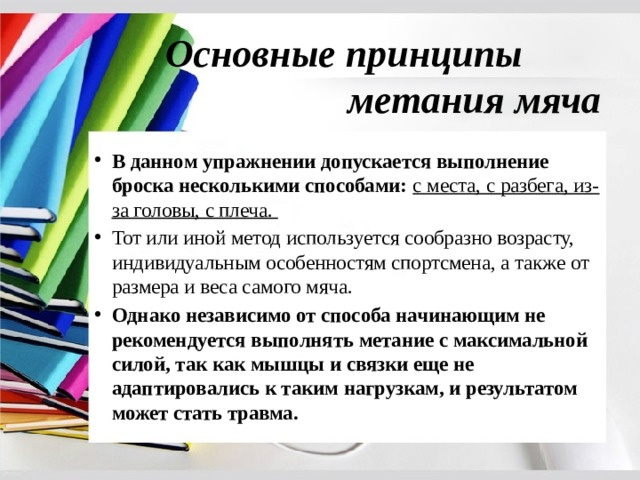 Основные принципы
метания мяча
• В данном упражнении допускается выполнение
броска несколькими способами: с места, с разбега, из-
за головы, с плеча.
• Тот или иной метод используется сообразно возрасту,
индивидуальным особенностям спортсмена, а также от
размера и веса самого мяча.
• Однако независимо от способа начинающим не
рекомендуется выполнять метание с максимальной
силой, так как мышцы и связки еще не
адаптировались к таким нагрузкам, и результатом
может стать травма.